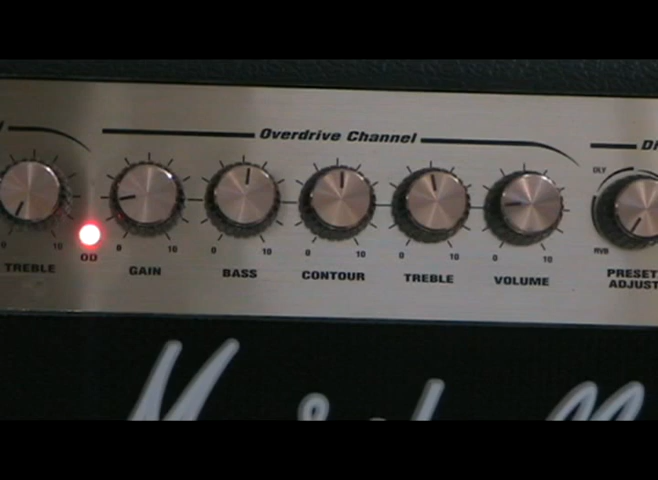 Overdrive Channel
DLY
0 10 0 10 0 10 0 10 0 10 0 10
RVB
TREBLE OD GAIN BASS CONTOUR TREBLE VOLUME PRESET
ADJUST